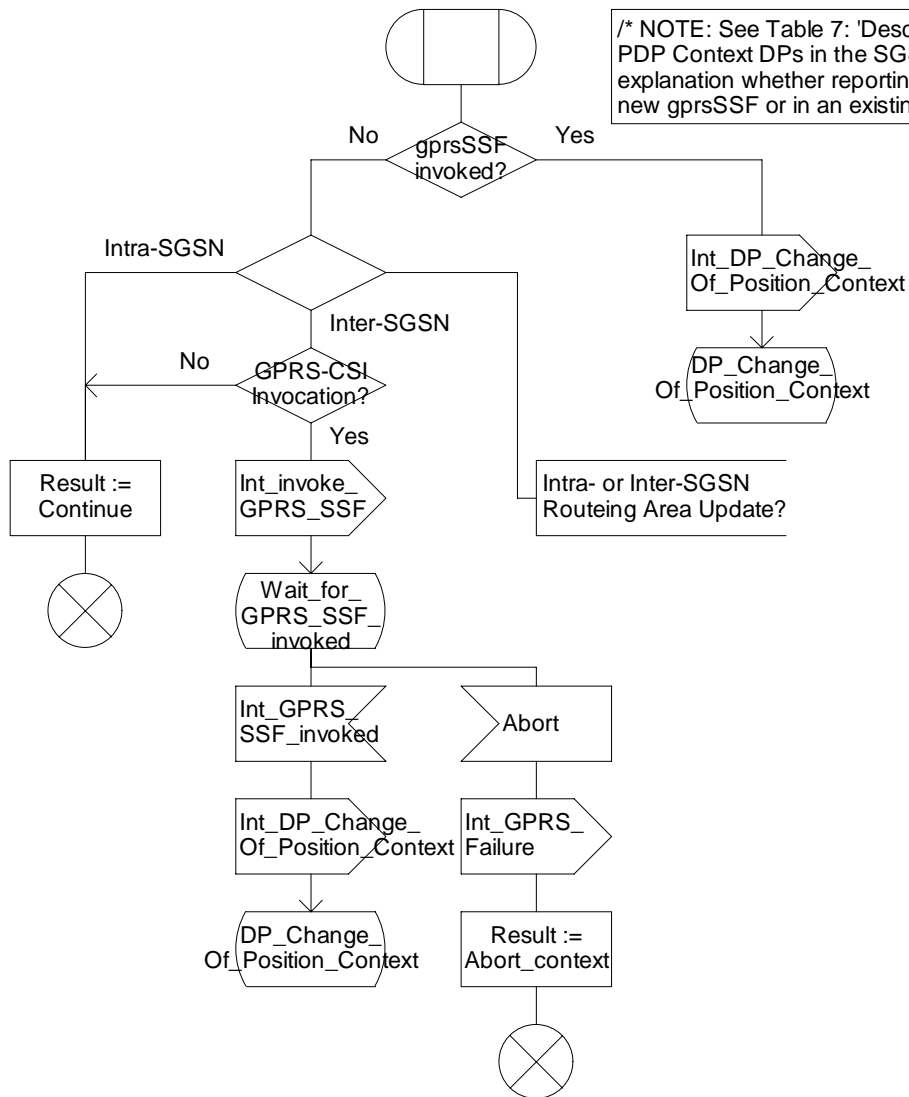 /* NOTE: See Table 7: 'Desc
PDP Context DPs in the SG
explanation whether reporting
new gprsSSF or in an existin
No
gprsSSF
invoked?
Yes
Intra-SGSN
Int_DP_Change_
Of_Position_Context
Inter-SGSN
No
GPRS-CSI
Invocation?
DP_Change_
Of_Position_Context
Yes
Result :=
Continue
Int_invoke_
GPRS_SSF
Intra- or Inter-SGSN
Routeing Area Update?
Wait_for_
GPRS_SSF_
invoked
Int_GPRS_
SSF_invoked
Abort
Int_DP_Change_
Of_Position_Context
Int_GPRS_
Failure
DP_Change_
Of_Position_Context
Result :=
Abort_context